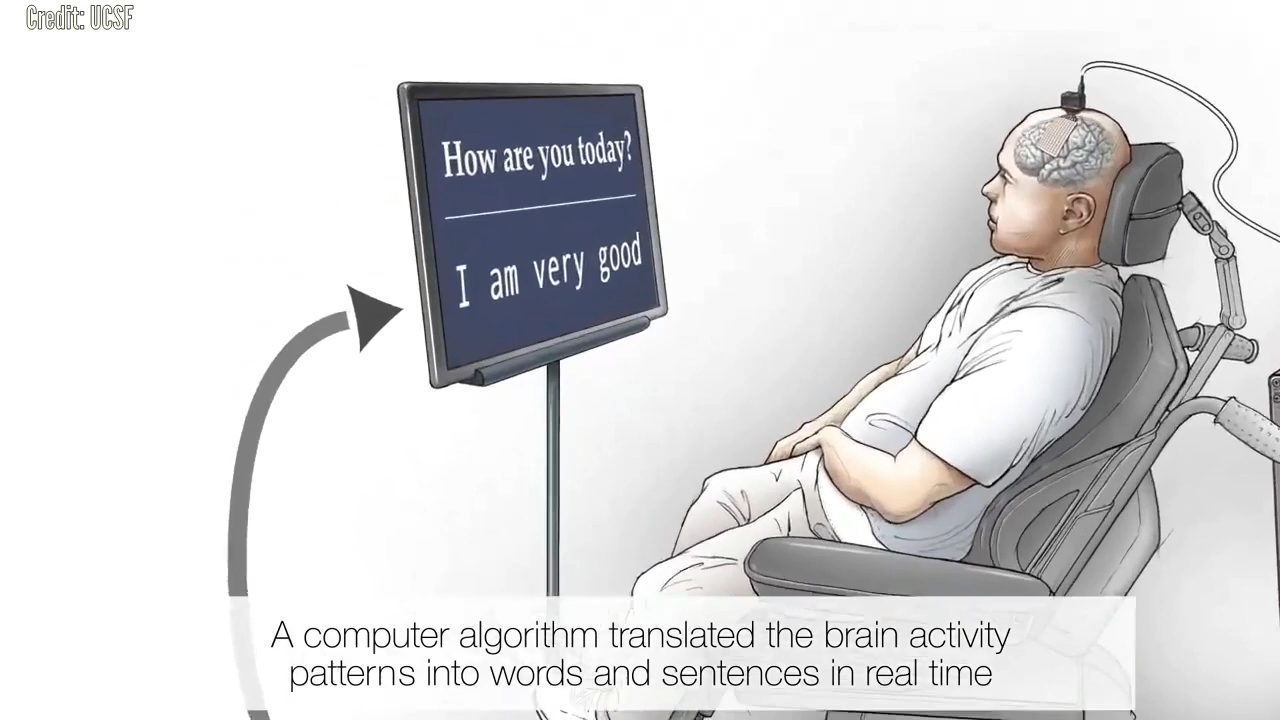 Credit: UCSF
How are you today?
I am very good
A computer algorithm translated the brain activity
patterns into words and sentences in real time